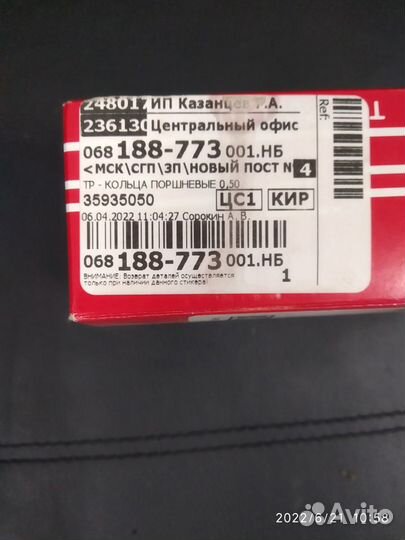 248017 ИП Казанцев Р.А.
236130 Центральный офис
068 188-773 001.НБ
<МСК\СГП\ЗП\НОВЫЙ ПОСТ N 4
ТР - КОЛЬЦА ПОРШНЕВЫЕ 0,50
35935050 ЦС1 КИР
06.04.2022 11:04:27 Сорокин А. В.
068 188-773 001.НБ
ВНИМАНИЕ: Возврат деталей осуществляется
только при наличии данного стикера!
1
Ref:
2022/6/21 10:58
Avito